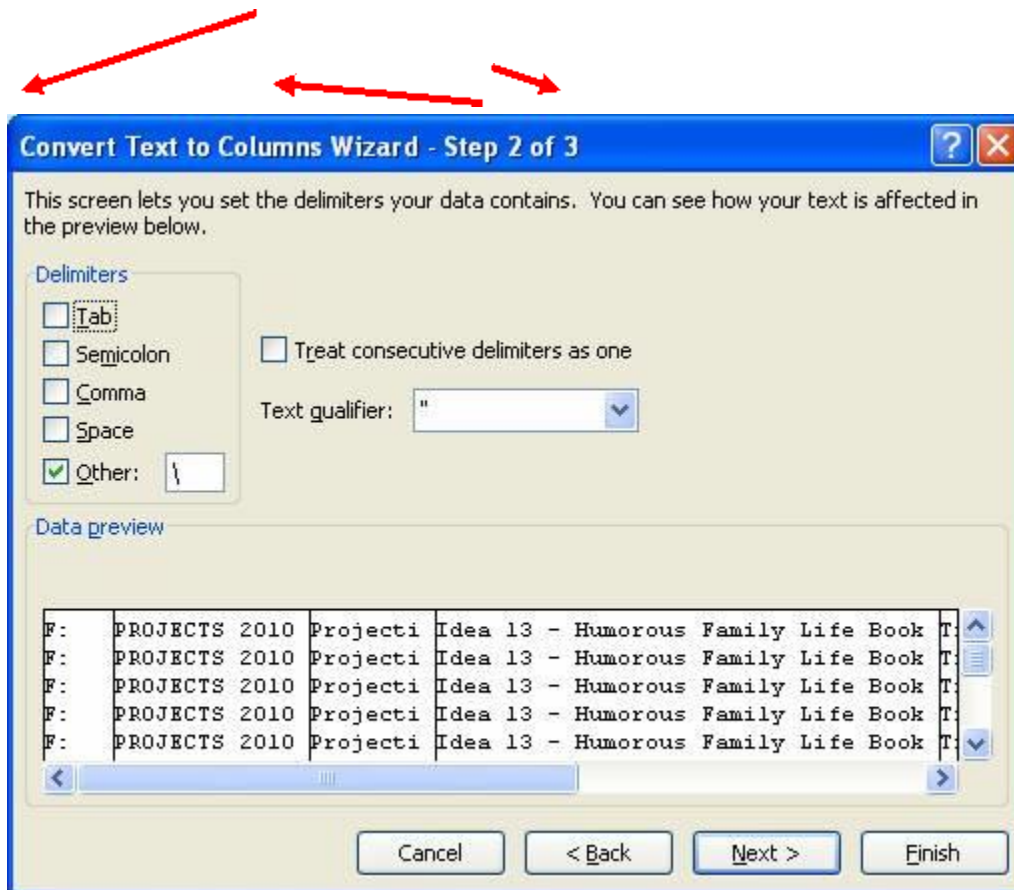 Convert Text to Columns Wizard - Step 2 of 3
This screen lets you set the delimiters your data contains.  You can see how your text is affected in
the preview below.
Delimiters
Tab
Semicolon
Comma
Space
Other: \
Treat consecutive delimiters as one
Text qualifier: "
Data preview
F: PROJECTS 2010 Projecti Idea 13 - Humorous Family Life Book T:
F: PROJECTS 2010 Projecti Idea 13 - Humorous Family Life Book T:
F: PROJECTS 2010 Projecti Idea 13 - Humorous Family Life Book T:
F: PROJECTS 2010 Projecti Idea 13 - Humorous Family Life Book T:
F: PROJECTS 2010 Projecti Idea 13 - Humorous Family Life Book T:
Cancel < Back Next > Finish